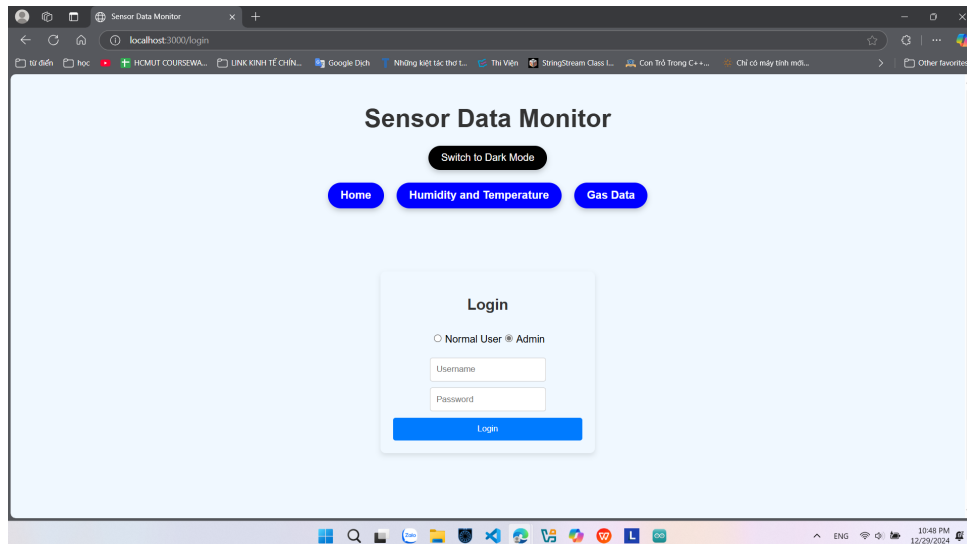 Sensor Data Monitor
localhost:3000/login
từ điển học HCMUT COURSEWA... LINK KINH TẾ CHÍN... Google Dịch Những kiệt tác thơ t... Thi Viện StringStream Class I... Con Trỏ Trong C++,... Chỉ có máy tính mới... Other favorites
Sensor Data Monitor
Switch to Dark Mode
Home Humidity and Temperature Gas Data
Login
Normal User Admin
Username
Password
Login
Zalo L ENG 10:48 PM
12/29/2024